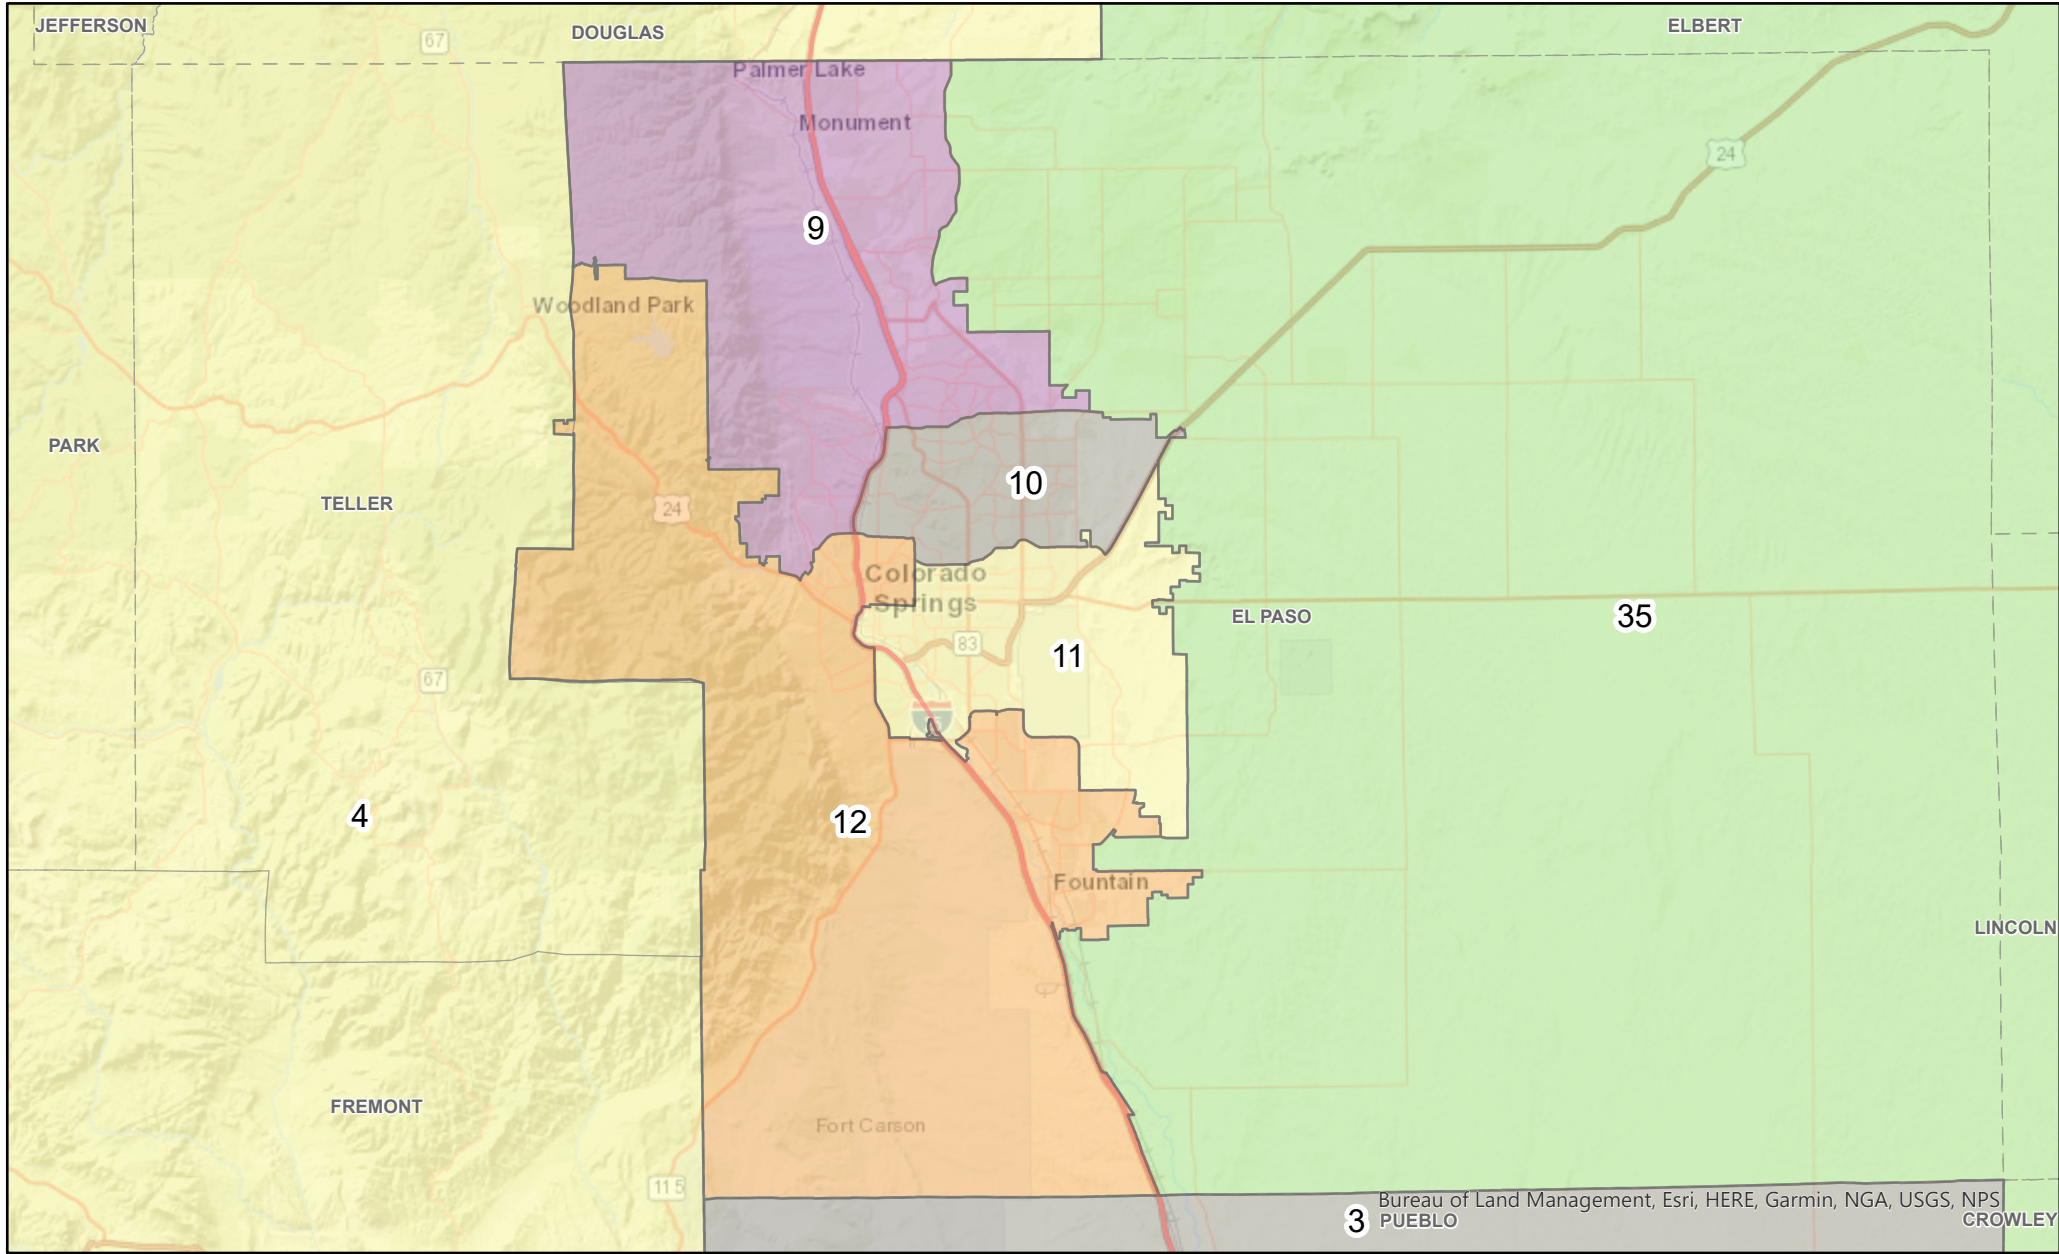 JEFFERSON
DOUGLAS
ELBERT
67
Palmer Lake
Monument
24
9
Woodland Park
PARK
10
TELLER
24
Colorado
Springs
EL PASO
35
83
11
67
4
12
Fountain
LINCOLN
FREMONT
Fort Carson
115
Bureau of Land Management, Esri, HERE, Garmin, NGA, USGS, NPS
3
PUEBLO
CROWLEY